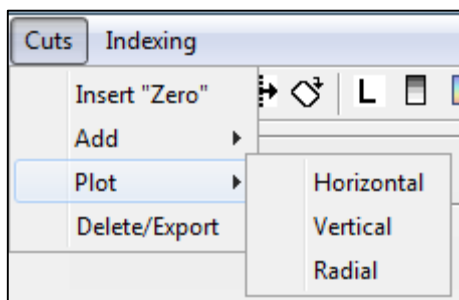 Cuts Indexing
Insert "Zero"
L
Add
Plot
Horizontal
Delete/Export
Vertical
Radial